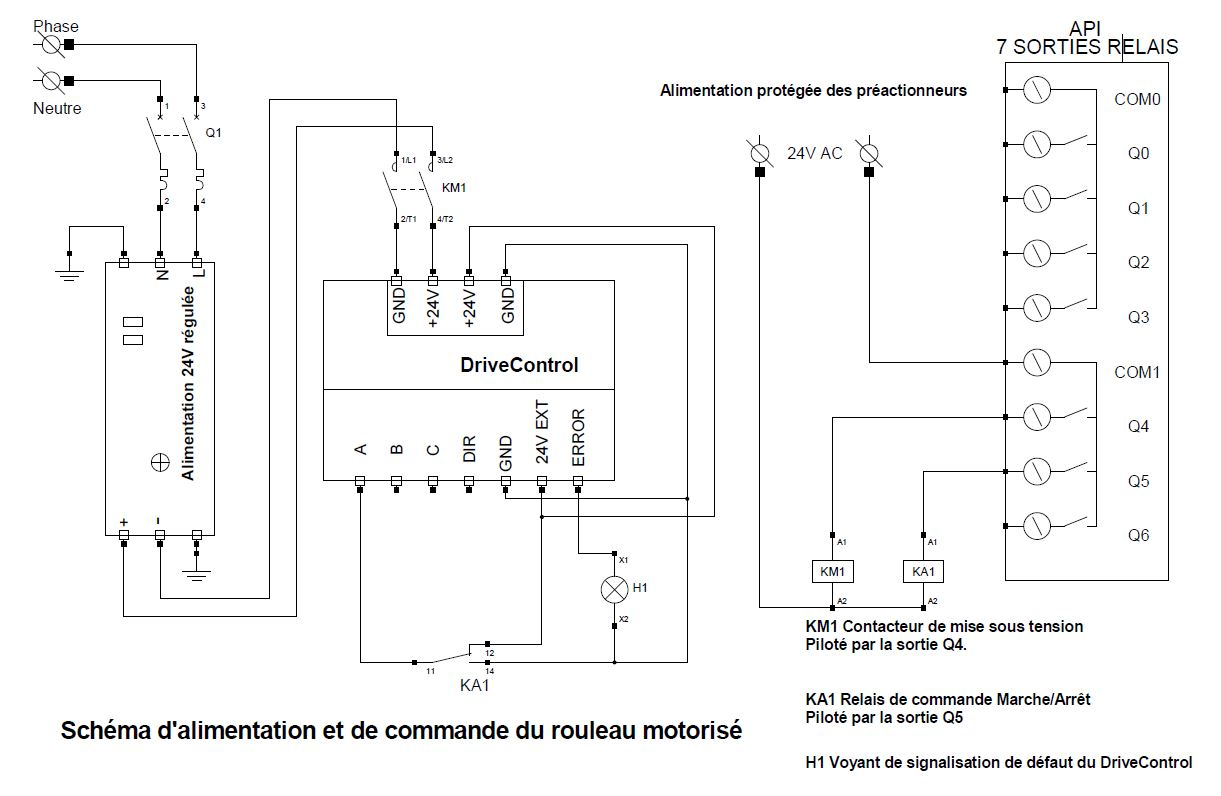 Phase
Neutre
1
3
Q1
2
4
N
L
Alimentation 24V régulée
+
-
1/L1
3/L2
KM1
2/T1
4/T2
GND
+24V
+24V
GND
DriveControl
A
B
C
DIR
GND
24V EXT
ERROR
X1
H1
X2
12
11
14
KA1
Schéma d'alimentation et de commande du rouleau motorisé
Alimentation protégée des préactionneurs
24V AC
API
7 SORTIES RELAIS
COM0
Q0
Q1
Q2
Q3
COM1
Q4
Q5
Q6
A1
A1
KM1
KA1
A2
A2
KM1 Contacteur de mise sous tension
Piloté par la sortie Q4.
KA1 Relais de commande Marche/Arrêt
Piloté par la sortie Q5
H1 Voyant de signalisation de défaut du DriveControl